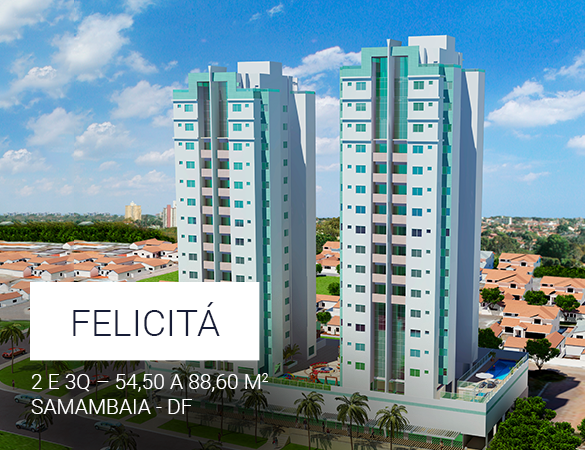 FELICITÁ
2 E 3Q – 54,50 A 88,60 M²
SAMAMBAIA - DF